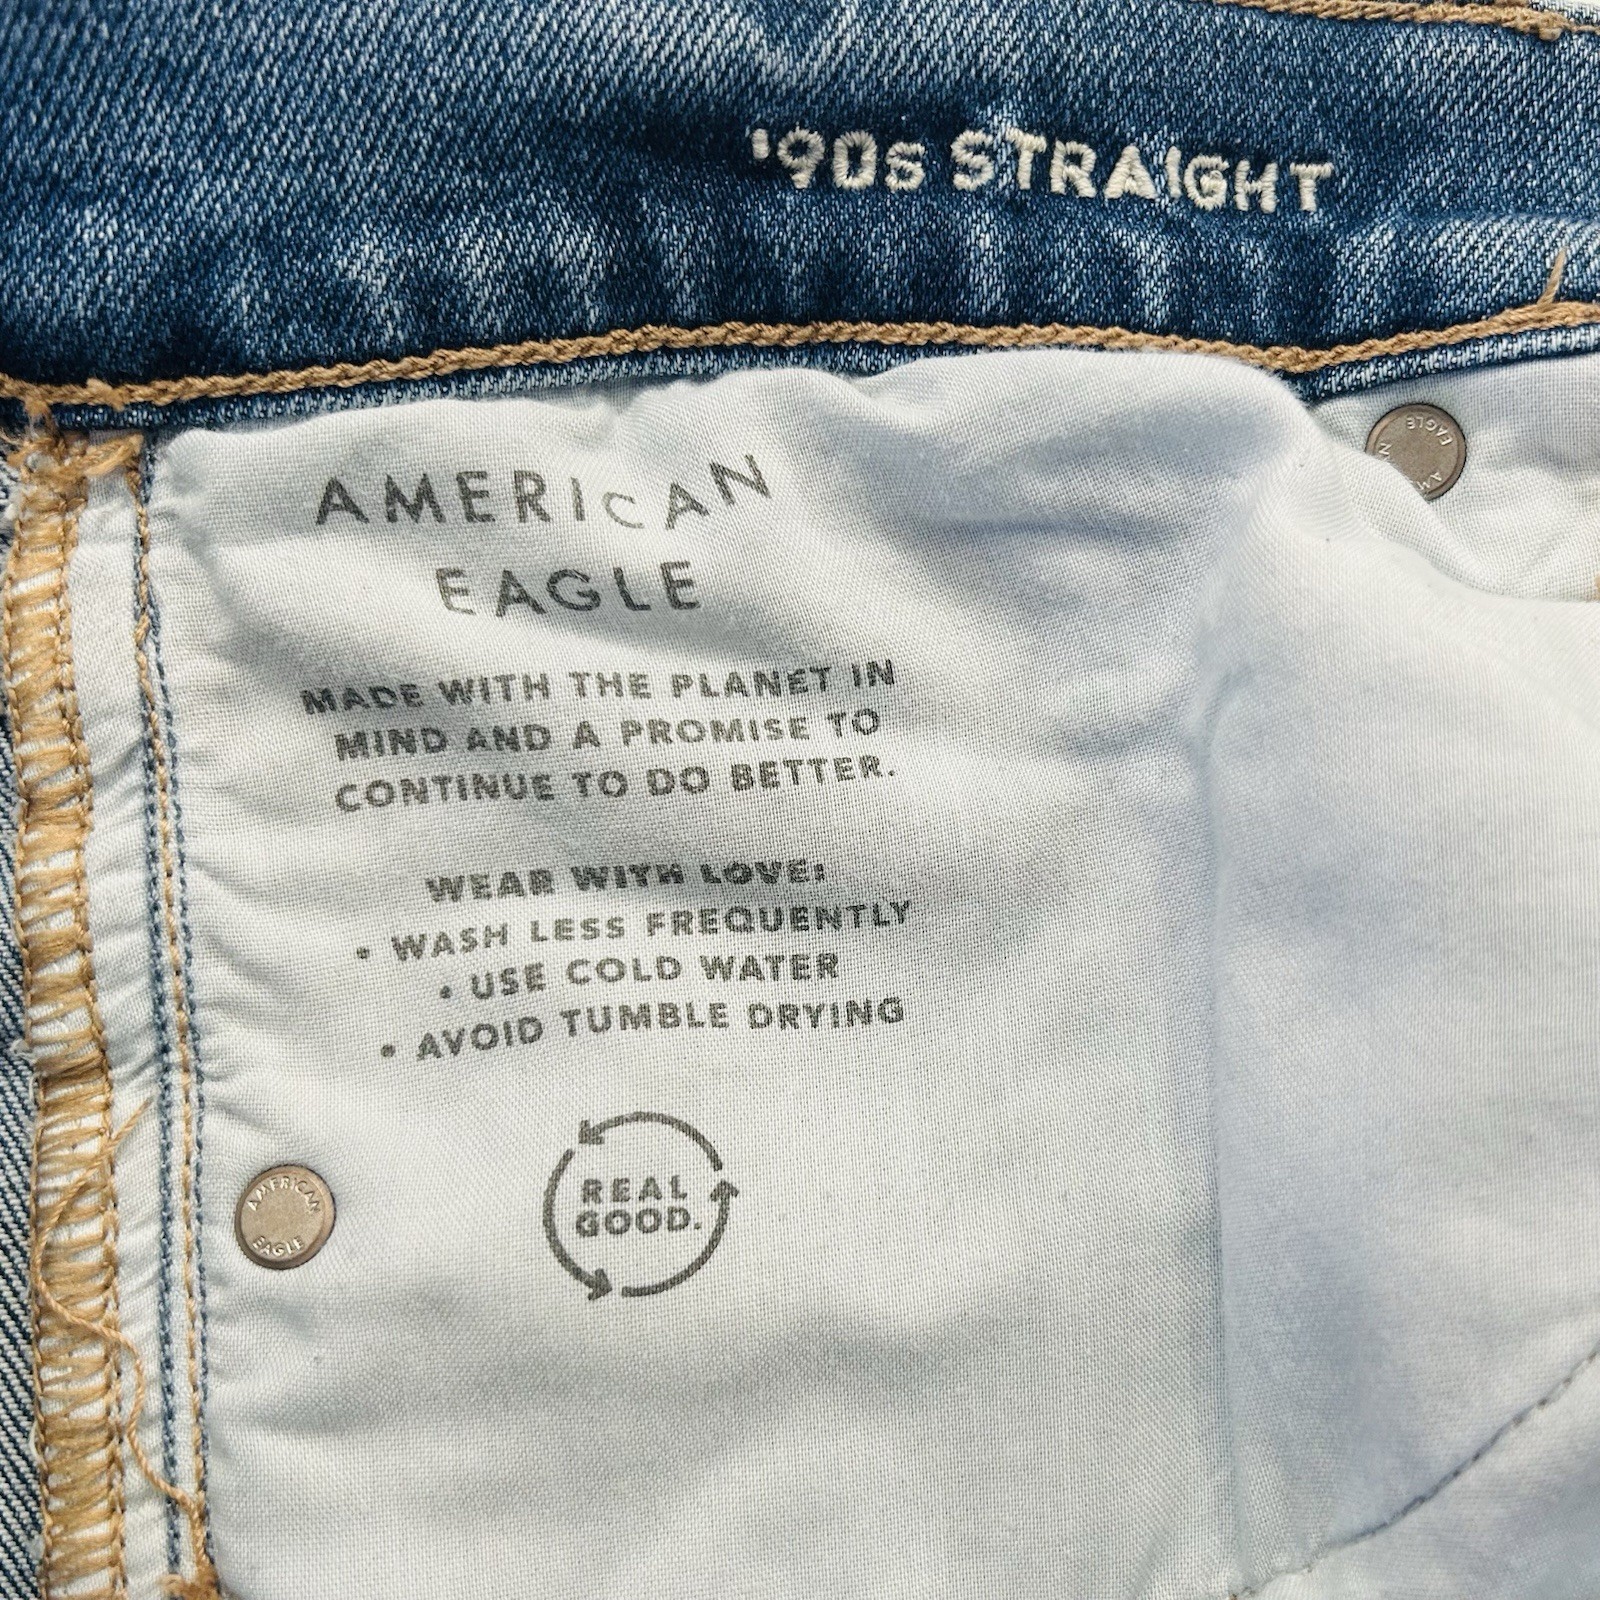 '90s STRAIGHT
AMERICAN
EAGLE
MADE WITH THE PLANET IN
MIND AND A PROMISE TO
CONTINUE TO DO BETTER.
WEAR WITH LOVE:
• WASH LESS FREQUENTLY
• USE COLD WATER
• AVOID TUMBLE DRYING
REAL
GOOD.
AMERICAN
EAGLE
EAGLE